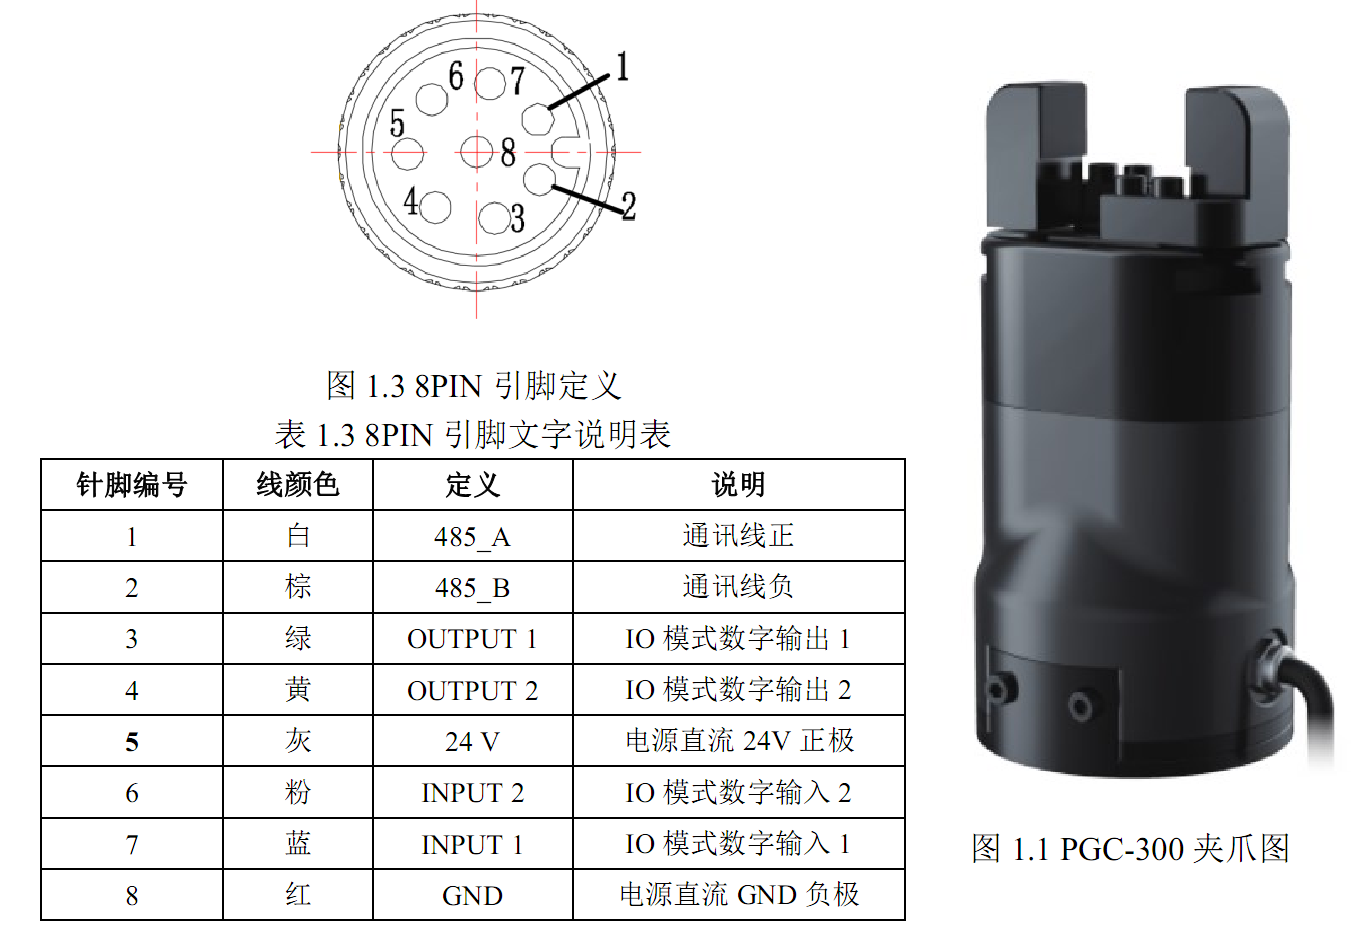 1
6
7
5
8
4
3
2
图 1.3 8PIN 引脚定义
表 1.3 8PIN 引脚文字说明表
针脚编号 线颜色 定义 说明
1 白 485_A 通讯线正
2 棕 485_B 通讯线负
3 绿 OUTPUT 1 IO 模式数字输出 1
4 黄 OUTPUT 2 IO 模式数字输出 2
5 灰 24 V 电源直流 24V 正极
6 粉 INPUT 2 IO 模式数字输入 2
7 蓝 INPUT 1 IO 模式数字输入 1
8 红 GND 电源直流 GND 负极
图 1.1 PGC-300 夹爪图